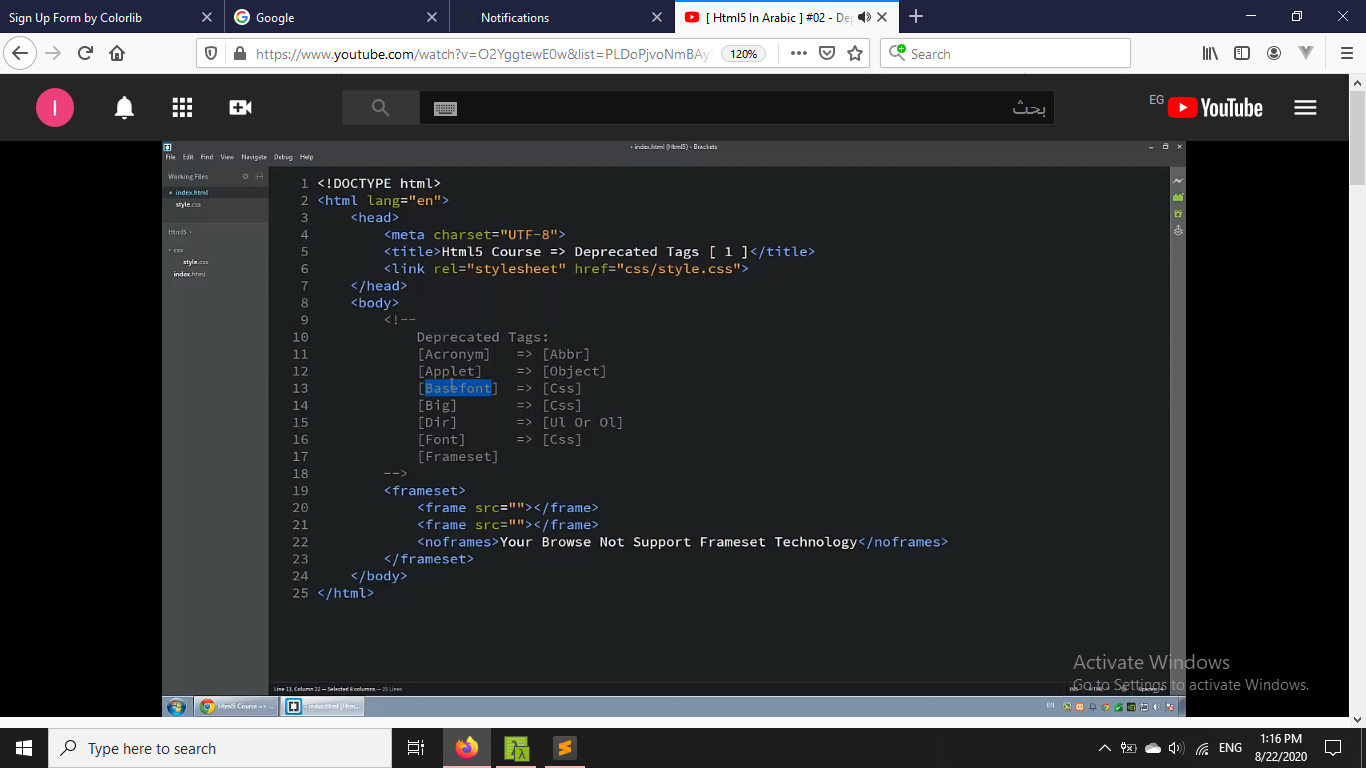 Sign Up Form by Colorlib
Google
Notifications
[ Html5 In Arabic ] #02 - De
https://www.youtube.com/watch?v=O2YggtewE0w&list=PLDoPjvoNmBAy
120%
Search
I
بحث
EG
YouTube
• index.html (Html5) - Brackets
File Edit Find View Navigate Debug Help
Working Files
index.html
style.css
Html5
css
style.css
index.html
1 <!DOCTYPE html>
2 <html lang="en">
3 <head>
4 <meta charset="UTF-8">
5 <title>Html5 Course => Deprecated Tags [ 1 ]</title>
6 <link rel="stylesheet" href="css/style.css">
7 </head>
8 <body>
9 <!--
10 Deprecated Tags:
11 [Acronym] => [Abbr]
12 [Applet] => [Object]
13 [Basefont] => [Css]
14 [Big] => [Css]
15 [Dir] => [Ul Or Ol]
16 [Font] => [Css]
17 [Frameset]
18 -->
19 <frameset>
20 <frame src=""></frame>
21 <frame src=""></frame>
22 <noframes>Your Browse Not Support Frameset Technology</noframes>
23 </frameset>
24 </body>
25 </html>
Line 13, Column 22 — Selected 8 columns — 25 Lines
INS
Activate Windows
Go to Settings to activate Windows.
Html5 Course => ...
• index.html (Htm...
EN
Type here to search
ENG
1:16 PM
8/22/2020